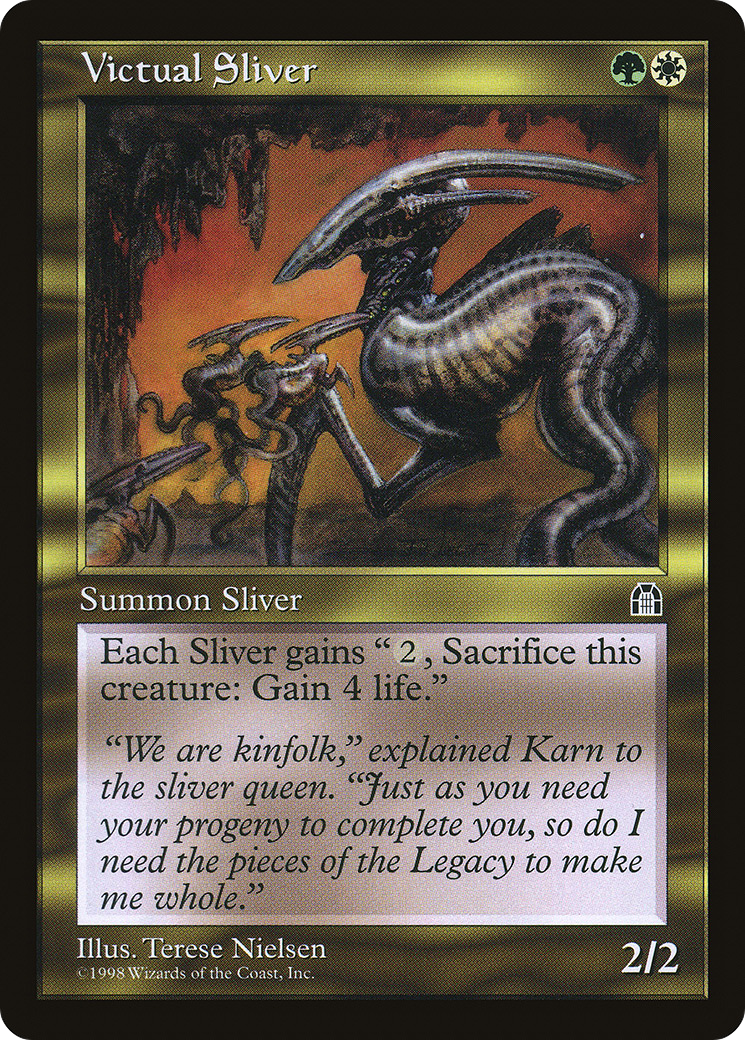 Victual Sliver
Summon Sliver
Each Sliver gains “2, Sacrifice this
creature: Gain 4 life.”
“We are kinfolk,” explained Karn to
the sliver queen. “Just as you need
your progeny to complete you, so do I
need the pieces of the Legacy to make
me whole.”
Illus. Terese Nielsen
©1998 Wizards of the Coast, Inc.
2/2